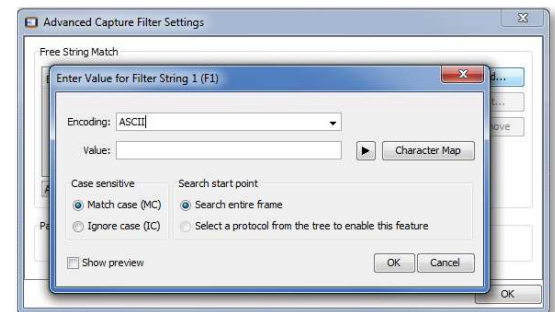 Advanced Capture Filter Settings
Free String Match
Enter Value for Filter String 1 (F1)
Encoding: ASCII
Value:
Character Map
Case sensitive
Search start point
Match case (MC)
Search entire frame
Ignore case (IC)
Select a protocol from the tree to enable this feature
Show preview
OK
Cancel
OK